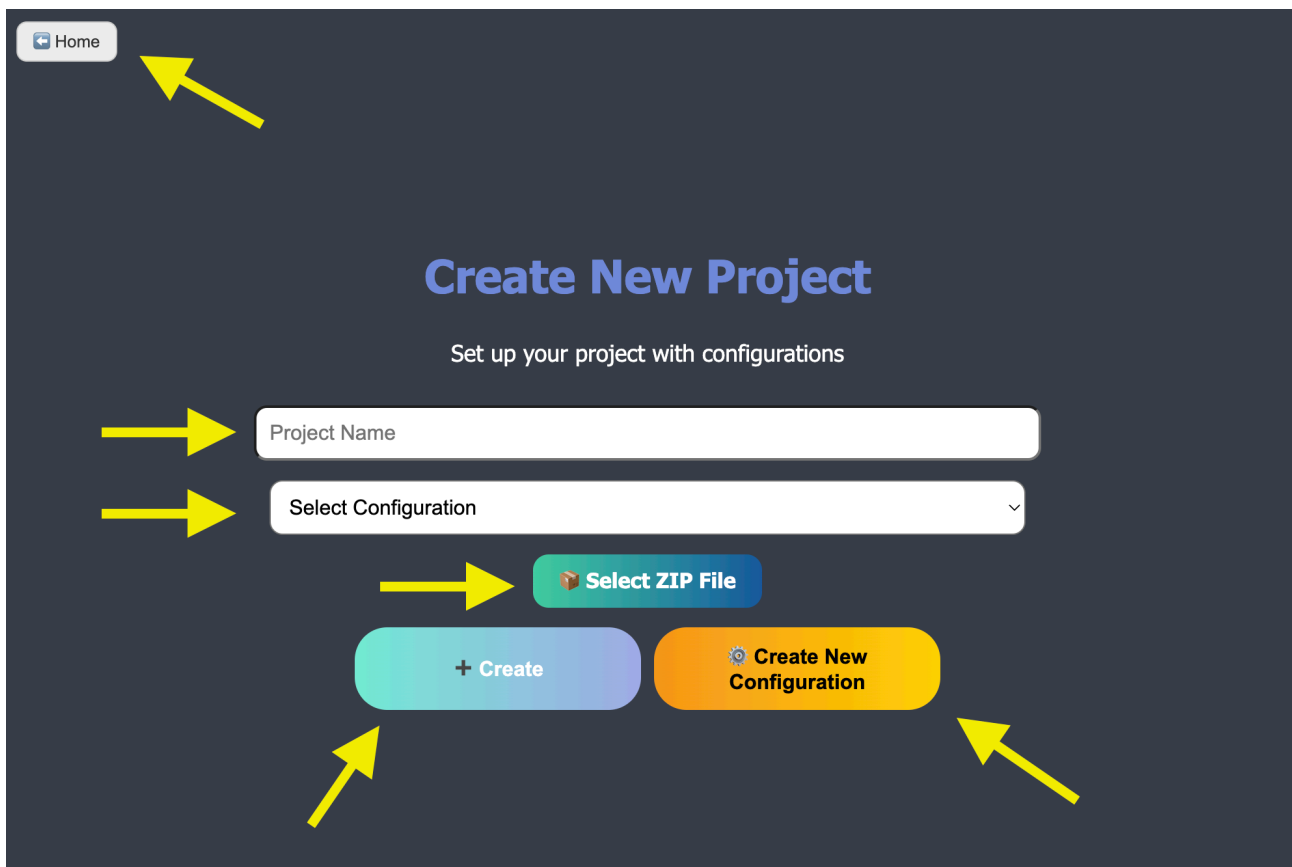 ⬅️ Home
Create New Project
Set up your project with configurations
Project Name
Select Configuration
📦 Select ZIP File
➕ Create
⚙️ Create New
Configuration